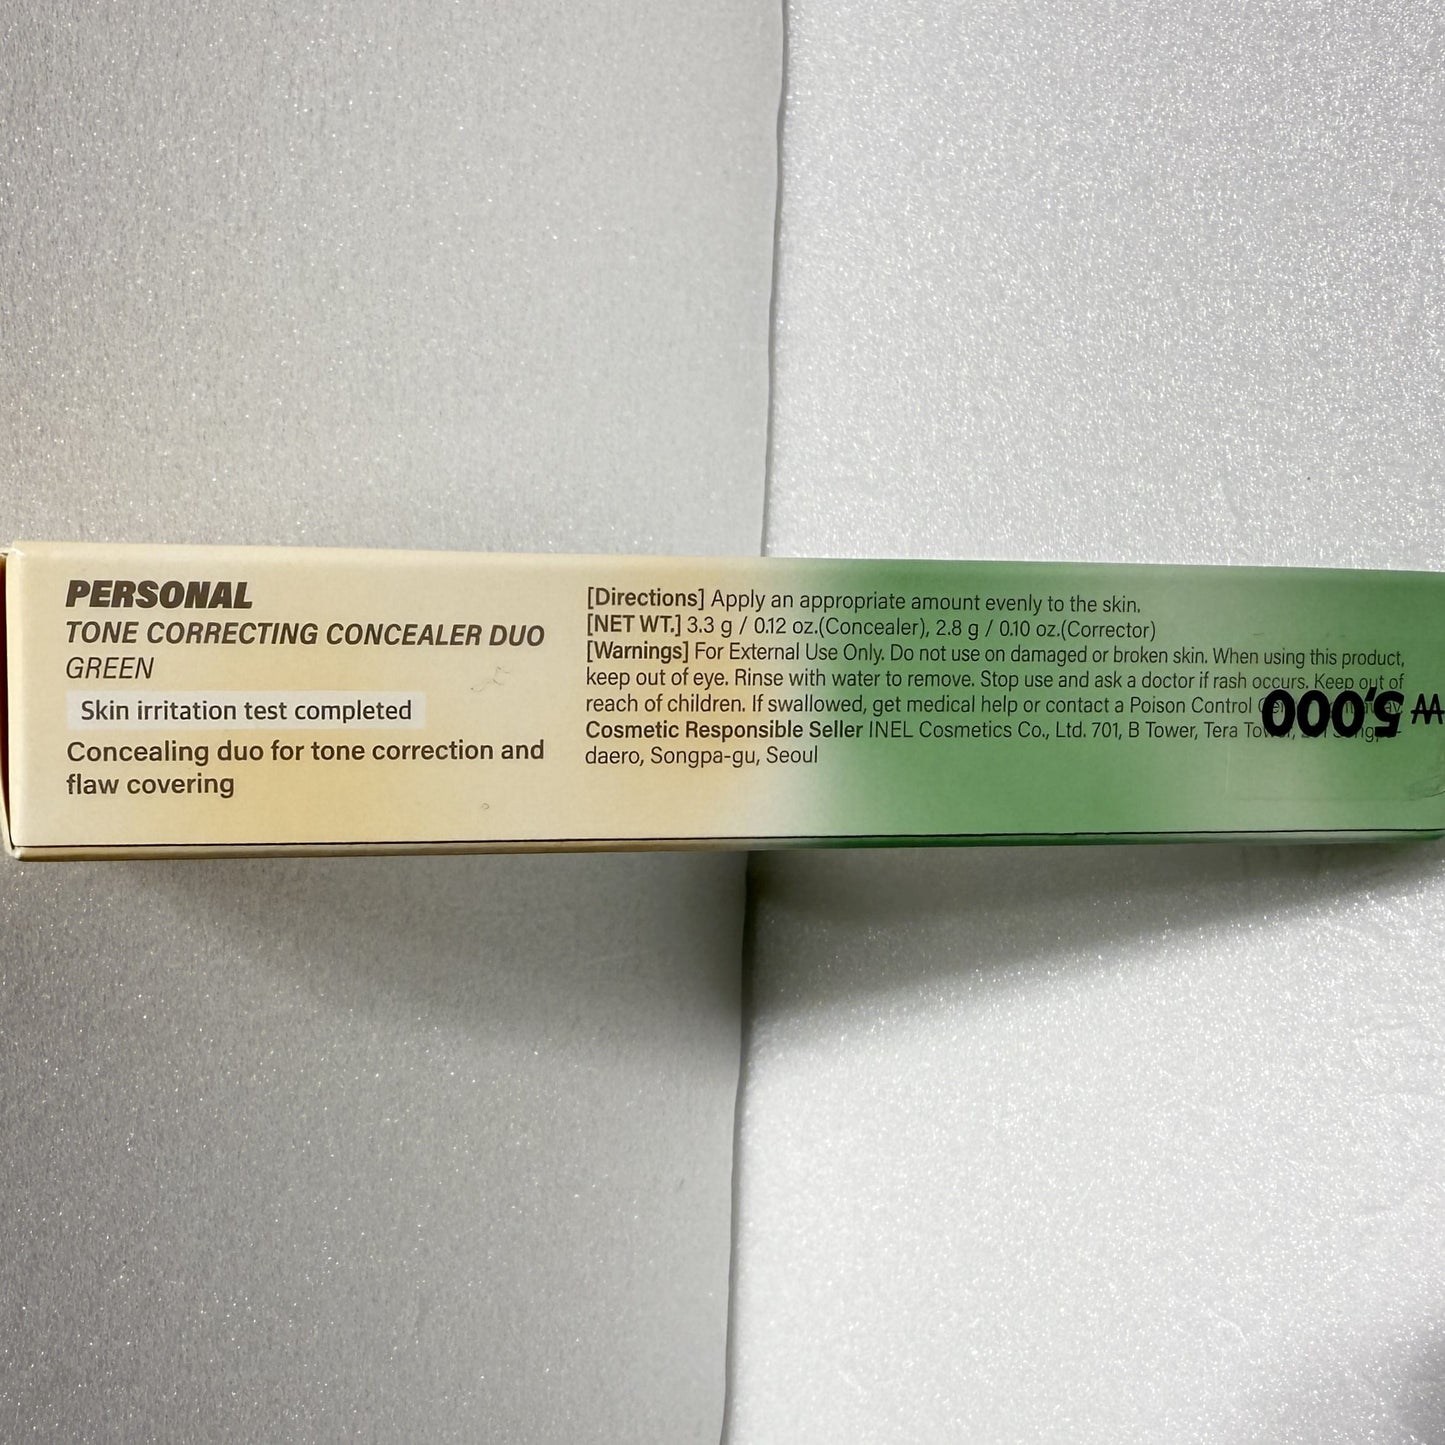 PERSONAL
TONE CORRECTING CONCEALER DUO
GREEN
Skin irritation test completed
Concealing duo for tone correction and
flaw covering
[Directions] Apply an appropriate amount evenly to the skin.
[NET WT.] 3.3 g / 0.12 oz.(Concealer), 2.8 g / 0.10 oz.(Corrector)
[Warnings] For External Use Only. Do not use on damaged or broken skin. When using this product,
keep out of eye. Rinse with water to remove. Stop use and ask a doctor if rash occurs. Keep out of
reach of children. If swallowed, get medical help or contact a Poison Control
Cosmetic Responsible Seller INEL Cosmetics Co., Ltd. 701, B Tower, Tera
daero, Songpa-gu, Seoul
₩ 5,000